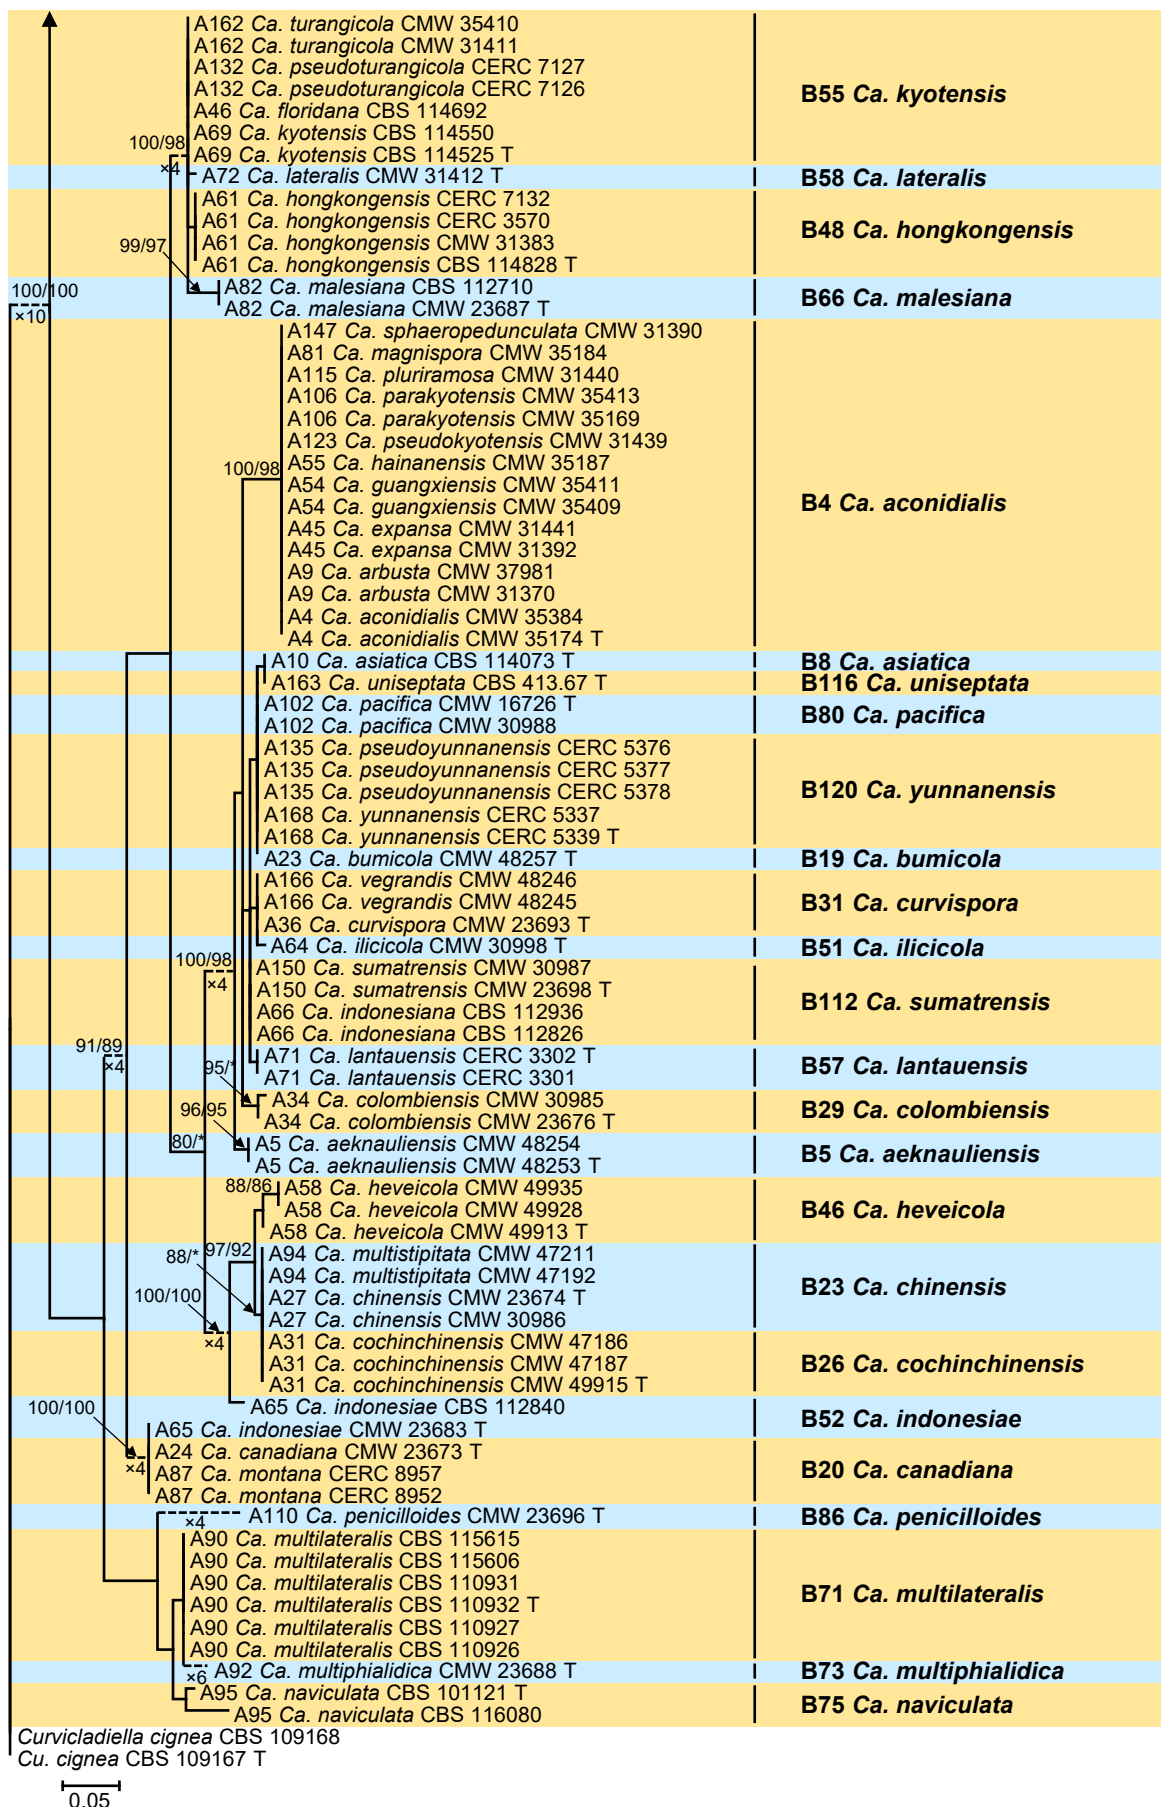 A162 Ca. turangicola CMW 35410
A162 Ca. turangicola CMW 31411
A132 Ca. pseudoturangicola CERC 7127
A132 Ca. pseudoturangicola CERC 7126
B55 Ca. kyotensis
A46 Ca. floridana CBS 114692
A69 Ca. kyotensis CBS 114550
100/98
A69 Ca. kyotensis CBS 114525 T
×4
A72 Ca. lateralis CMW 31412 T
B58 Ca. lateralis
A61 Ca. hongkongensis CERC 7132
A61 Ca. hongkongensis CERC 3570
B48 Ca. hongkongensis
A61 Ca. hongkongensis CMW 31383
99/97
A61 Ca. hongkongensis CBS 114828 T
100/100
A82 Ca. malesiana CBS 112710
B66 Ca. malesiana
A82 Ca. malesiana CMW 23687 T
×10
A147 Ca. sphaeropedunculata CMW 31390
A81 Ca. magnispora CMW 35184
A115 Ca. pluriramosa CMW 31440
A106 Ca. parakyotensis CMW 35413
A106 Ca. parakyotensis CMW 35169
A123 Ca. pseudokyotensis CMW 31439
A55 Ca. hainanensis CMW 35187
100/98
A54 Ca. guangxiensis CMW 35411
B4 Ca. aconidialis
A54 Ca. guangxiensis CMW 35409
A45 Ca. expansa CMW 31441
A45 Ca. expansa CMW 31392
A9 Ca. arbusta CMW 37981
A9 Ca. arbusta CMW 31370
A4 Ca. aconidialis CMW 35384
A4 Ca. aconidialis CMW 35174 T
A10 Ca. asiatica CBS 114073 T
B8 Ca. asiatica
A163 Ca. uniseptata CBS 413.67 T
B116 Ca. uniseptata
A102 Ca. pacifica CMW 16726 T
B80 Ca. pacifica
A102 Ca. pacifica CMW 30988
A135 Ca. pseudoyunnanensis CERC 5376
A135 Ca. pseudoyunnanensis CERC 5377
A135 Ca. pseudoyunnanensis CERC 5378
B120 Ca. yunnanensis
A168 Ca. yunnanensis CERC 5337
A168 Ca. yunnanensis CERC 5339 T
A23 Ca. bumicola CMW 48257 T
B19 Ca. bumicola
A166 Ca. vegrandis CMW 48246
A166 Ca. vegrandis CMW 48245
B31 Ca. curvispora
A36 Ca. curvispora CMW 23693 T
A64 Ca. ilicicola CMW 30998 T
B51 Ca. ilicicola
100/98
A150 Ca. sumatrensis CMW 30987
×4
A150 Ca. sumatrensis CMW 23698 T
B112 Ca. sumatrensis
A66 Ca. indonesiana CBS 112936
A66 Ca. indonesiana CBS 112826
91/89
A71 Ca. lantauensis CERC 3302 T
B57 Ca. lantauensis
×4
95/*
A71 Ca. lantauensis CERC 3301
A34 Ca. colombiensis CMW 30985
B29 Ca. colombiensis
96/95
A34 Ca. colombiensis CMW 23676 T
80/*
A5 Ca. aeknauliensis CMW 48254
B5 Ca. aeknauliensis
A5 Ca. aeknauliensis CMW 48253 T
88/86
A58 Ca. heveicola CMW 49935
A58 Ca. heveicola CMW 49928
B46 Ca. heveicola
A58 Ca. heveicola CMW 49913 T
88/*
97/92
A94 Ca. multistipitata CMW 47211
A94 Ca. multistipitata CMW 47192
B23 Ca. chinensis
100/100
A27 Ca. chinensis CMW 23674 T
A27 Ca. chinensis CMW 30986
×4
A31 Ca. cochinchinensis CMW 47186
A31 Ca. cochinchinensis CMW 47187
B26 Ca. cochinchinensis
A31 Ca. cochinchinensis CMW 49915 T
100/100
A65 Ca. indonesiae CBS 112840
B52 Ca. indonesiae
A65 Ca. indonesiae CMW 23683 T
A24 Ca. canadiana CMW 23673 T
×4
A87 Ca. montana CERC 8957
B20 Ca. canadiana
A87 Ca. montana CERC 8952
×4
A110 Ca. penicilloides CMW 23696 T
B86 Ca. penicilloides
A90 Ca. multilateralis CBS 115615
A90 Ca. multilateralis CBS 115606
A90 Ca. multilateralis CBS 110931
B71 Ca. multilateralis
A90 Ca. multilateralis CBS 110932 T
A90 Ca. multilateralis CBS 110927
A90 Ca. multilateralis CBS 110926
×6
A92 Ca. multiphialidica CMW 23688 T
B73 Ca. multiphialidica
A95 Ca. naviculata CBS 101121 T
B75 Ca. naviculata
A95 Ca. naviculata CBS 116080
Curvicladiella cignea CBS 109168
Cu. cignea CBS 109167 T
0.05